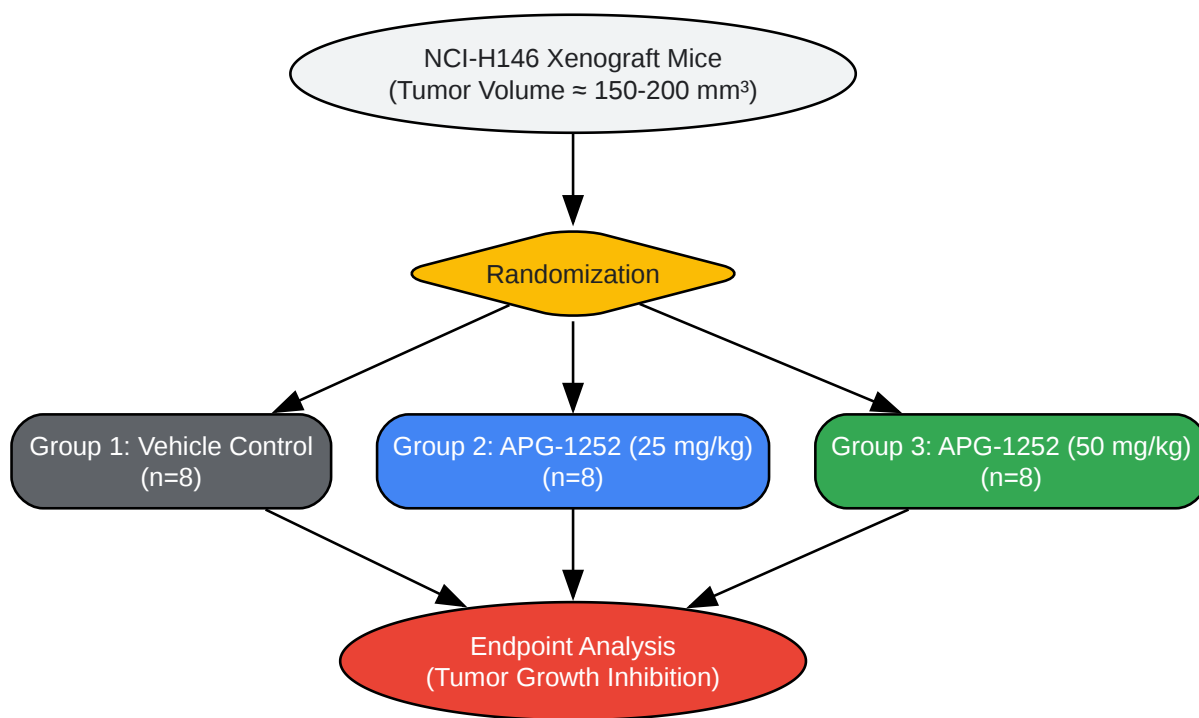 NCI-H146 Xenograft Mice
(Tumor Volume ≈ 150-200 mm³)
Randomization
Group 1: Vehicle Control
(n=8)
Group 2: APG-1252 (25 mg/kg)
(n=8)
Group 3: APG-1252 (50 mg/kg)
(n=8)
Endpoint Analysis
(Tumor Growth Inhibition)